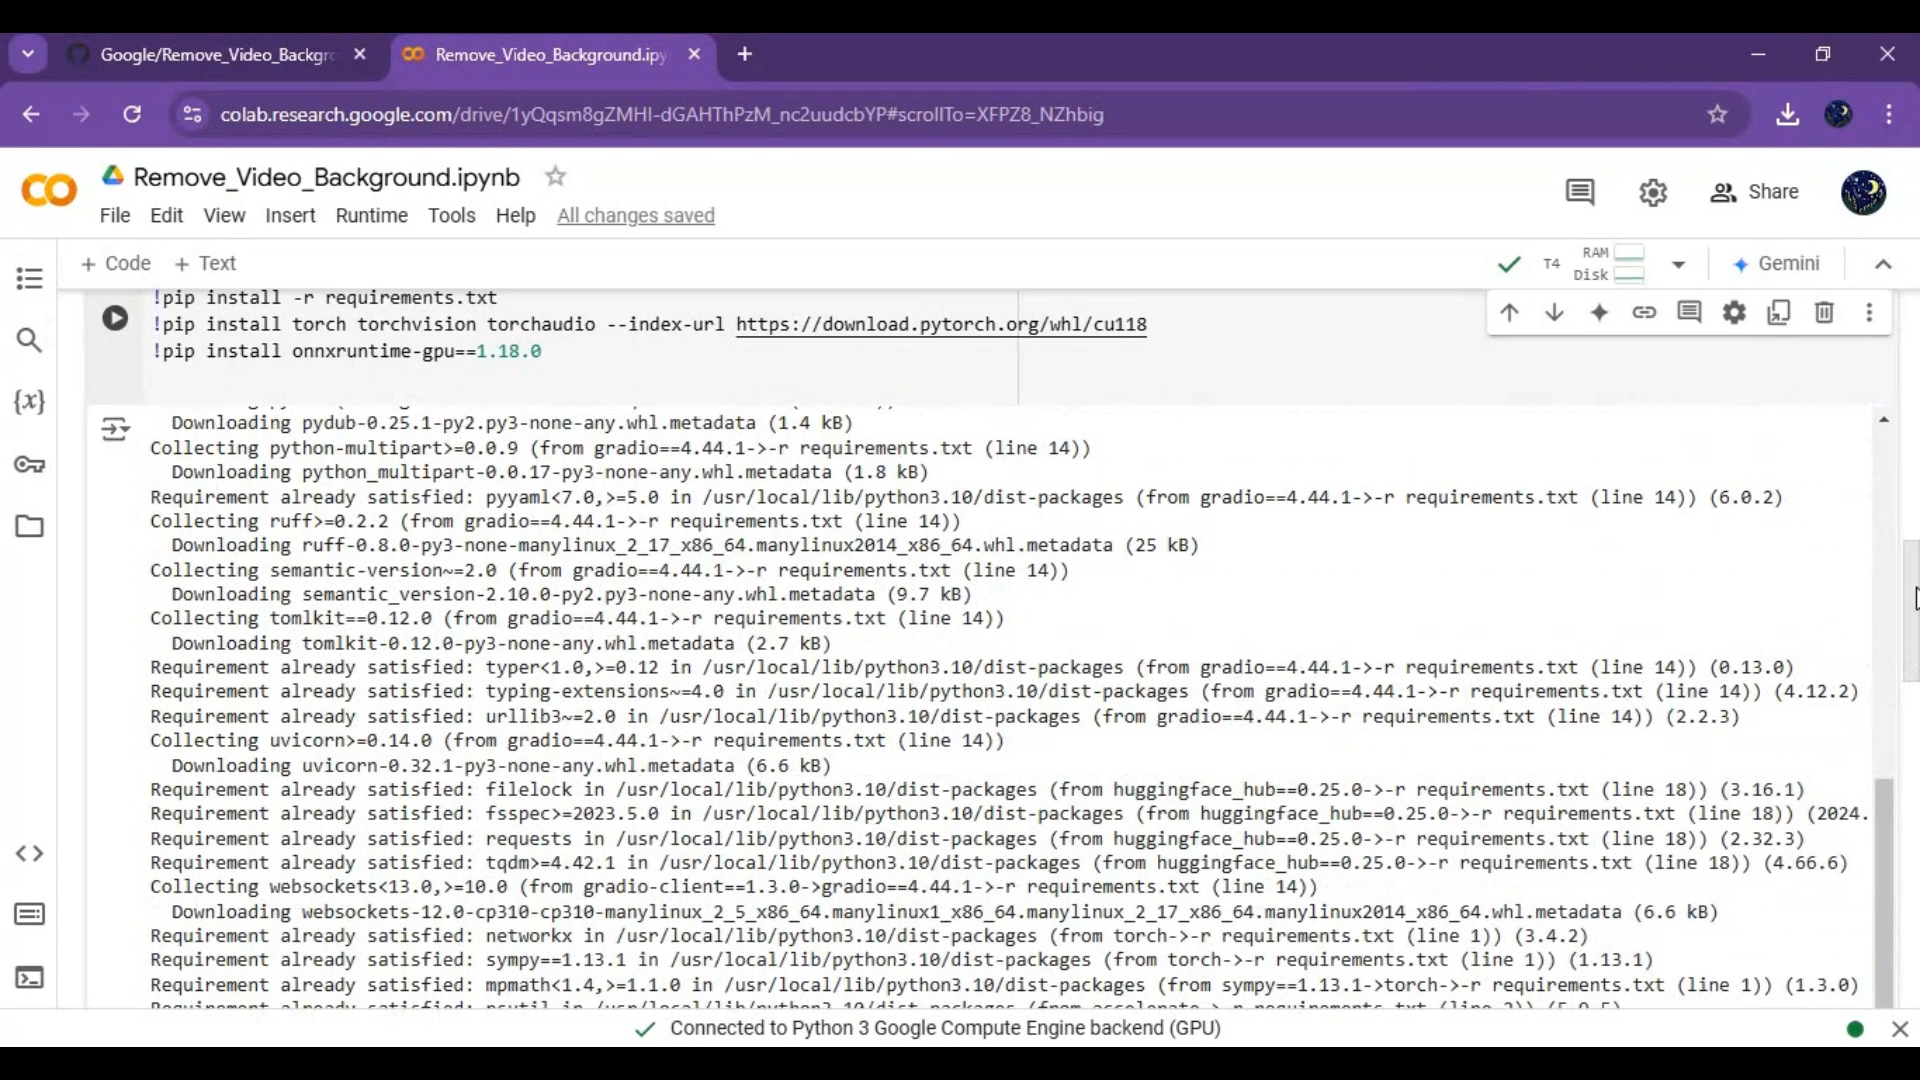 Google/Remove_Video_Backgro
Remove_Video_Background.ipy
colab.research.google.com/drive/1yQqsm8gZMHI-dGAHThPzM_nc2uudcbYP#scrollTo=XFPZ8_NZhbig
Remove_Video_Background.ipynb
File Edit View Insert Runtime Tools Help All changes saved
Share
+ Code + Text
T4 RAM Disk
Gemini
!pip install -r requirements.txt
!pip install torch torchvision torchaudio --index-url https://download.pytorch.org/whl/cu118
!pip install onnxruntime-gpu==1.18.0
Downloading pydub-0.25.1-py2.py3-none-any.whl.metadata (1.4 kB)
Collecting python-multipart>=0.0.9 (from gradio==4.44.1->-r requirements.txt (line 14))
Downloading python_multipart-0.0.17-py3-none-any.whl.metadata (1.8 kB)
Requirement already satisfied: pyyaml<7.0,>=5.0 in /usr/local/lib/python3.10/dist-packages (from gradio==4.44.1->-r requirements.txt (line 14)) (6.0.2)
Collecting ruff>=0.2.2 (from gradio==4.44.1->-r requirements.txt (line 14))
Downloading ruff-0.8.0-py3-none-manylinux_2_17_x86_64.manylinux2014_x86_64.whl.metadata (25 kB)
Collecting semantic-version~=2.0 (from gradio==4.44.1->-r requirements.txt (line 14))
Downloading semantic_version-2.10.0-py2.py3-none-any.whl.metadata (9.7 kB)
Collecting tomlkit==0.12.0 (from gradio==4.44.1->-r requirements.txt (line 14))
Downloading tomlkit-0.12.0-py3-none-any.whl.metadata (2.7 kB)
Requirement already satisfied: typer<1.0,>=0.12 in /usr/local/lib/python3.10/dist-packages (from gradio==4.44.1->-r requirements.txt (line 14)) (0.13.0)
Requirement already satisfied: typing-extensions~=4.0 in /usr/local/lib/python3.10/dist-packages (from gradio==4.44.1->-r requirements.txt (line 14)) (4.12.2)
Requirement already satisfied: urllib3~=2.0 in /usr/local/lib/python3.10/dist-packages (from gradio==4.44.1->-r requirements.txt (line 14)) (2.2.3)
Collecting uvicorn>=0.14.0 (from gradio==4.44.1->-r requirements.txt (line 14))
Downloading uvicorn-0.32.1-py3-none-any.whl.metadata (6.6 kB)
Requirement already satisfied: filelock in /usr/local/lib/python3.10/dist-packages (from huggingface_hub==0.25.0->-r requirements.txt (line 18)) (3.16.1)
Requirement already satisfied: fsspec>=2023.5.0 in /usr/local/lib/python3.10/dist-packages (from huggingface_hub==0.25.0->-r requirements.txt (line 18)) (2024.
Requirement already satisfied: requests in /usr/local/lib/python3.10/dist-packages (from huggingface_hub==0.25.0->-r requirements.txt (line 18)) (2.32.3)
Requirement already satisfied: tqdm>=4.42.1 in /usr/local/lib/python3.10/dist-packages (from huggingface_hub==0.25.0->-r requirements.txt (line 18)) (4.66.6)
Collecting websockets<13.0,>=10.0 (from gradio-client==1.3.0->gradio==4.44.1->-r requirements.txt (line 14))
Downloading websockets-12.0-cp310-cp310-manylinux_2_5_x86_64.manylinux1_x86_64.manylinux_2_17_x86_64.manylinux2014_x86_64.whl.metadata (6.6 kB)
Requirement already satisfied: networkx in /usr/local/lib/python3.10/dist-packages (from torch->-r requirements.txt (line 1)) (3.4.2)
Requirement already satisfied: sympy==1.13.1 in /usr/local/lib/python3.10/dist-packages (from torch->-r requirements.txt (line 1)) (1.13.1)
Requirement already satisfied: mpmath<1.4,>=1.1.0 in /usr/local/lib/python3.10/dist-packages (from sympy==1.13.1->torch->-r requirements.txt (line 1)) (1.3.0)
Connected to Python 3 Google Compute Engine backend (GPU)